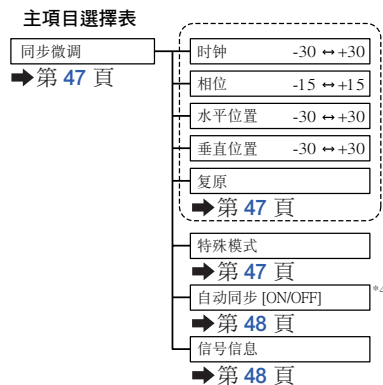 主項目選擇表
同步微调
➡第 47 頁
时钟 -30 ↔ +30
相位 -15 ↔ +15
水平位置 -30 ↔ +30
垂直位置 -30 ↔ +30
复原
➡第 47 頁
特殊模式
➡第 47 頁
自动同步 [ON/OFF] *4
➡第 48 頁
信号信息
➡第 48 頁